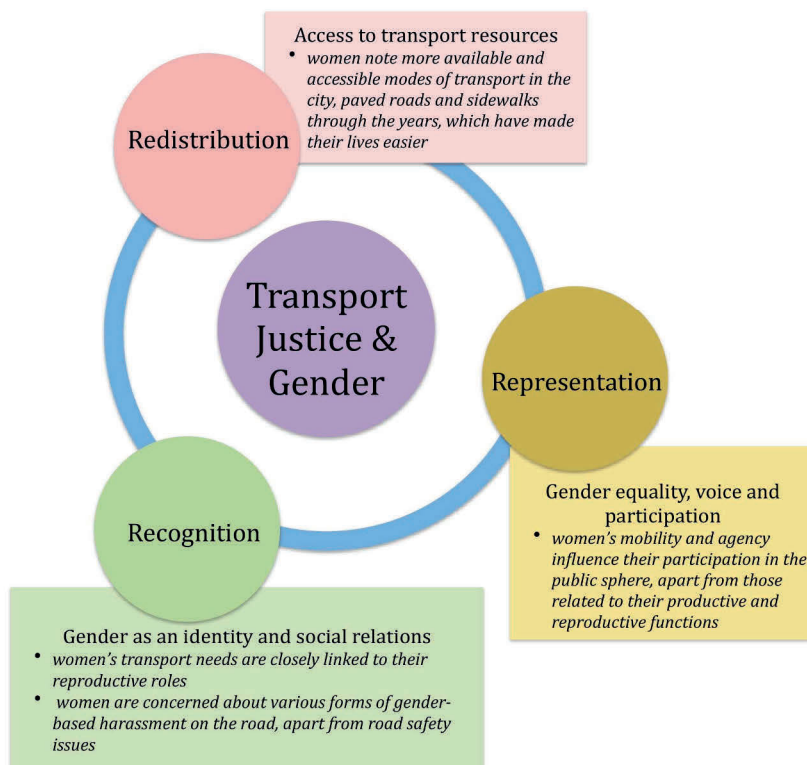 Access to transport resources
• women note more available and
accessible modes of transport in the
city, paved roads and sidewalks
through the years, which have made
their lives easier
Redistribution
Transport
Justice &
Gender
Representation
Gender equality, voice and
participation
• women's mobility and agency
influence their participation in the
public sphere, apart from those
related to their productive and
reproductive functions
Recognition
Gender as an identity and social relations
• women's transport needs are closely linked to their
reproductive roles
• women are concerned about various forms of gender-
based harassment on the road, apart from road safety
issues